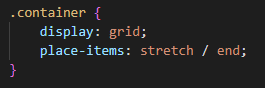 .container {
    display: grid;
    place-items: stretch / end;
}